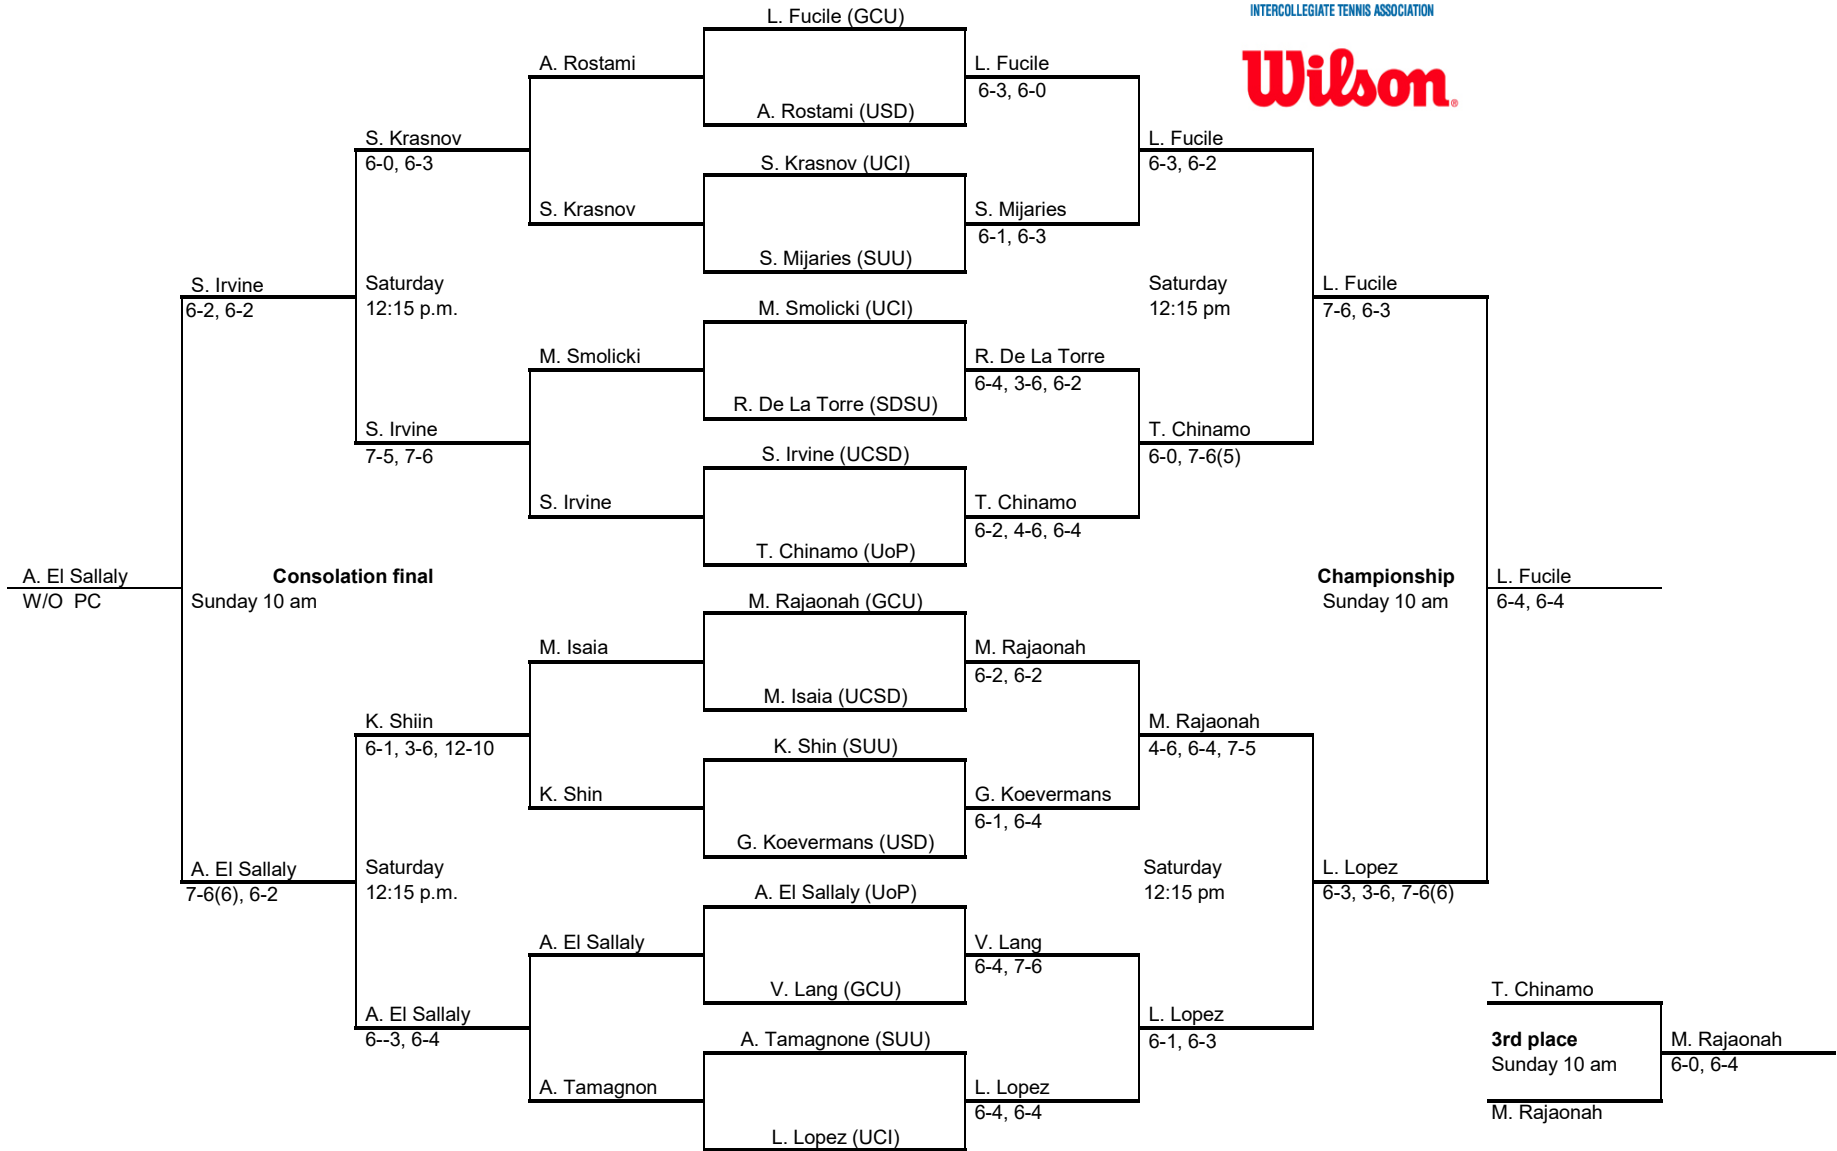 INTERCOLLEGIATE TENNIS ASSOCIATION
Wilson®
L. Fucile (GCU)
A. Rostami
L. Fucile
6-3, 6-0
A. Rostami (USD)
S. Krasnov
6-0, 6-3
L. Fucile
6-3, 6-2
S. Krasnov (UCI)
S. Krasnov
S. Mijaries
6-1, 6-3
S. Mijaries (SUU)
S. Irvine
6-2, 6-2
Saturday
12:15 p.m.
Saturday
12:15 pm
L. Fucile
7-6, 6-3
M. Smolicki (UCI)
M. Smolicki
R. De La Torre
6-4, 3-6, 6-2
R. De La Torre (SDSU)
S. Irvine
7-5, 7-6
T. Chinamo
6-0, 7-6(5)
S. Irvine (UCSD)
S. Irvine
T. Chinamo
6-2, 4-6, 6-4
T. Chinamo (UoP)
A. El Sallaly
W/O  PC
Consolation final
Sunday 10 am
Championship
Sunday 10 am
L. Fucile
6-4, 6-4
M. Rajaonah (GCU)
M. Isaia
M. Rajaonah
6-2, 6-2
M. Isaia (UCSD)
K. Shiin
6-1, 3-6, 12-10
M. Rajaonah
4-6, 6-4, 7-5
K. Shin (SUU)
K. Shin
G. Koevermans
6-1, 6-4
G. Koevermans (USD)
A. El Sallaly
7-6(6), 6-2
Saturday
12:15 p.m.
Saturday
12:15 pm
L. Lopez
6-3, 3-6, 7-6(6)
A. El Sallaly (UoP)
A. El Sallaly
V. Lang
6-4, 7-6
V. Lang (GCU)
A. El Sallaly
6--3, 6-4
L. Lopez
6-1, 6-3
A. Tamagnone (SUU)
A. Tamagnon
L. Lopez
6-4, 6-4
L. Lopez (UCI)
T. Chinamo
3rd place
Sunday 10 am
M. Rajaonah
6-0, 6-4
M. Rajaonah